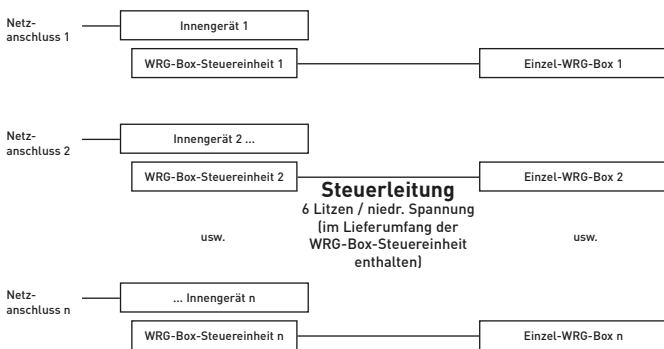 Netz-
anschluss 1
Innengerät 1
WRG-Box-Steuereinheit 1
Einzel-WRG-Box 1
Netz-
anschluss 2
Innengerät 2 ...
WRG-Box-Steuereinheit 2
Einzel-WRG-Box 2
Steuerleitung
6 Litzen / niedr. Spannung
(im Lieferumfang der
WRG-Box-Steuereinheit
enthalten)
usw.
usw.
Netz-
anschluss n
... Innengerät n
WRG-Box-Steuereinheit n
Einzel-WRG-Box n